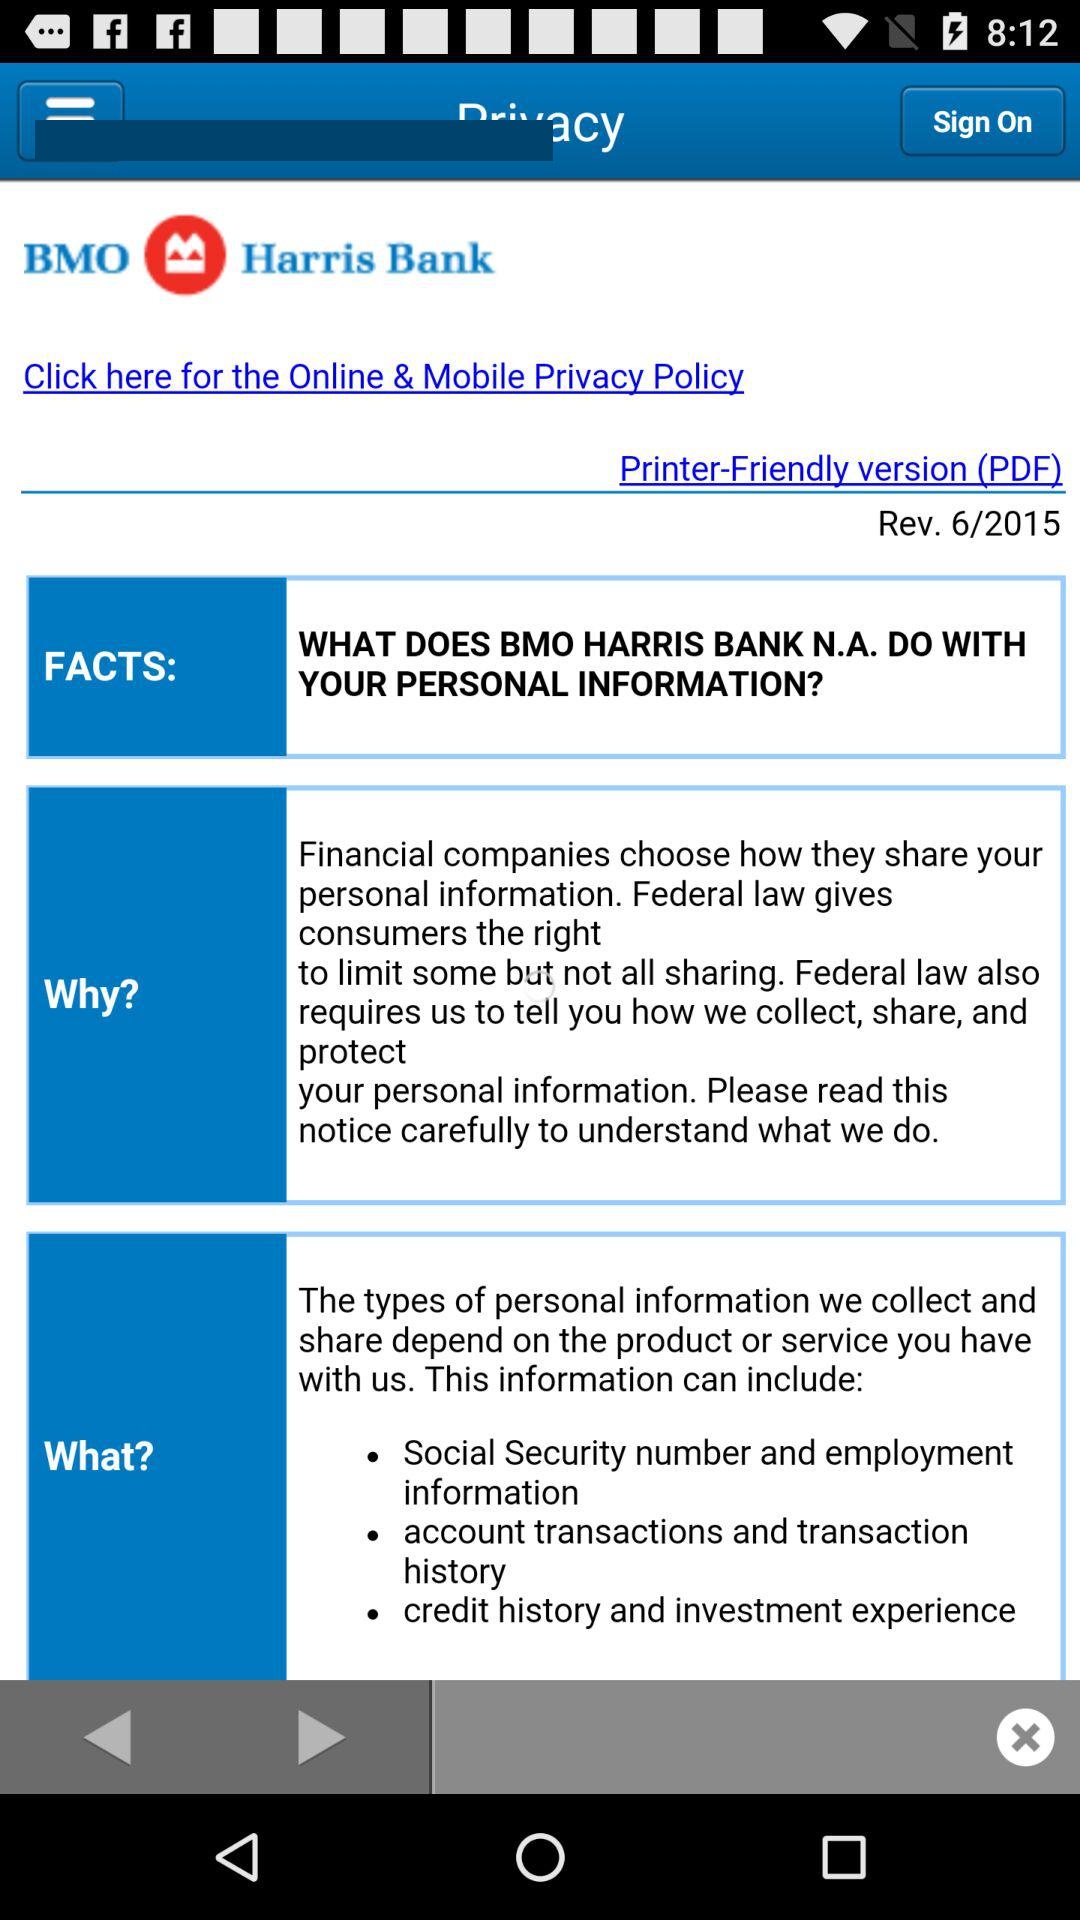 8:12
Privacy
Sign On
BMO Harris Bank
Click here for the Online & Mobile Privacy Policy
Printer-Friendly version (PDF)
Rev. 6/2015
FACTS:
WHAT DOES BMO HARRIS BANK N.A. DO WITH
YOUR PERSONAL INFORMATION?
Why?
Financial companies choose how they share your
personal information. Federal law gives
consumers the right
to limit some but not all sharing. Federal law also
requires us to tell you how we collect, share, and
protect
your personal information. Please read this
notice carefully to understand what we do.
What?
The types of personal information we collect and
share depend on the product or service you have
with us. This information can include:
• Social Security number and employment
information
• account transactions and transaction
history
• credit history and investment experience